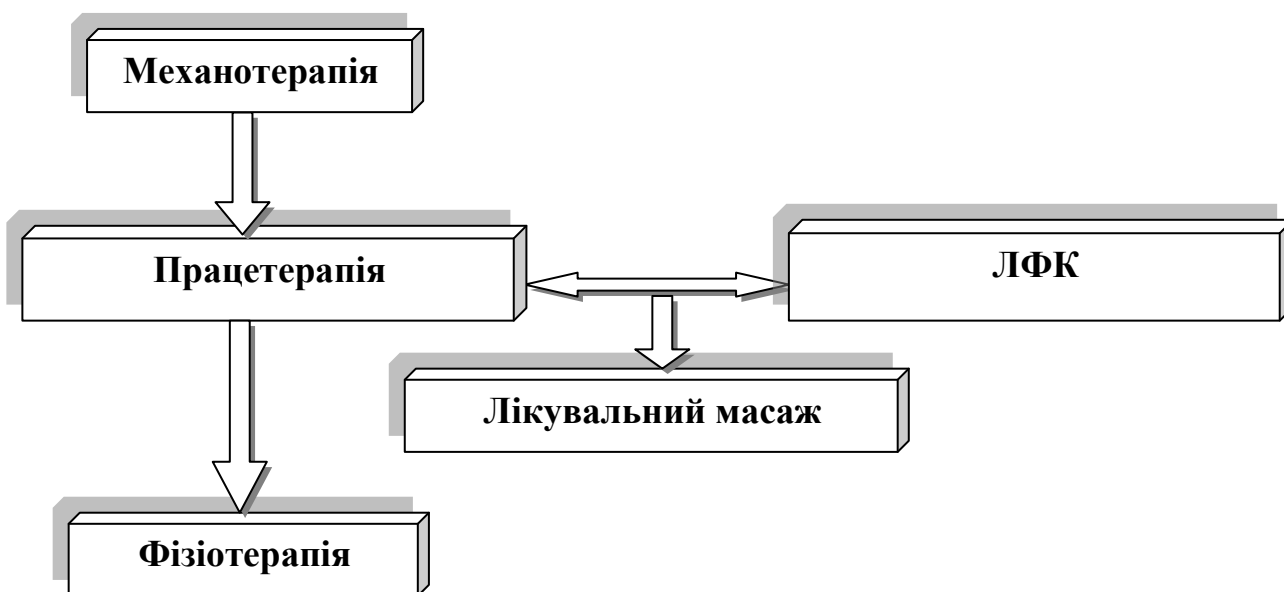 Механотерапія
Працетерапія
ЛФК
Лікувальний масаж
Фізіотерапія